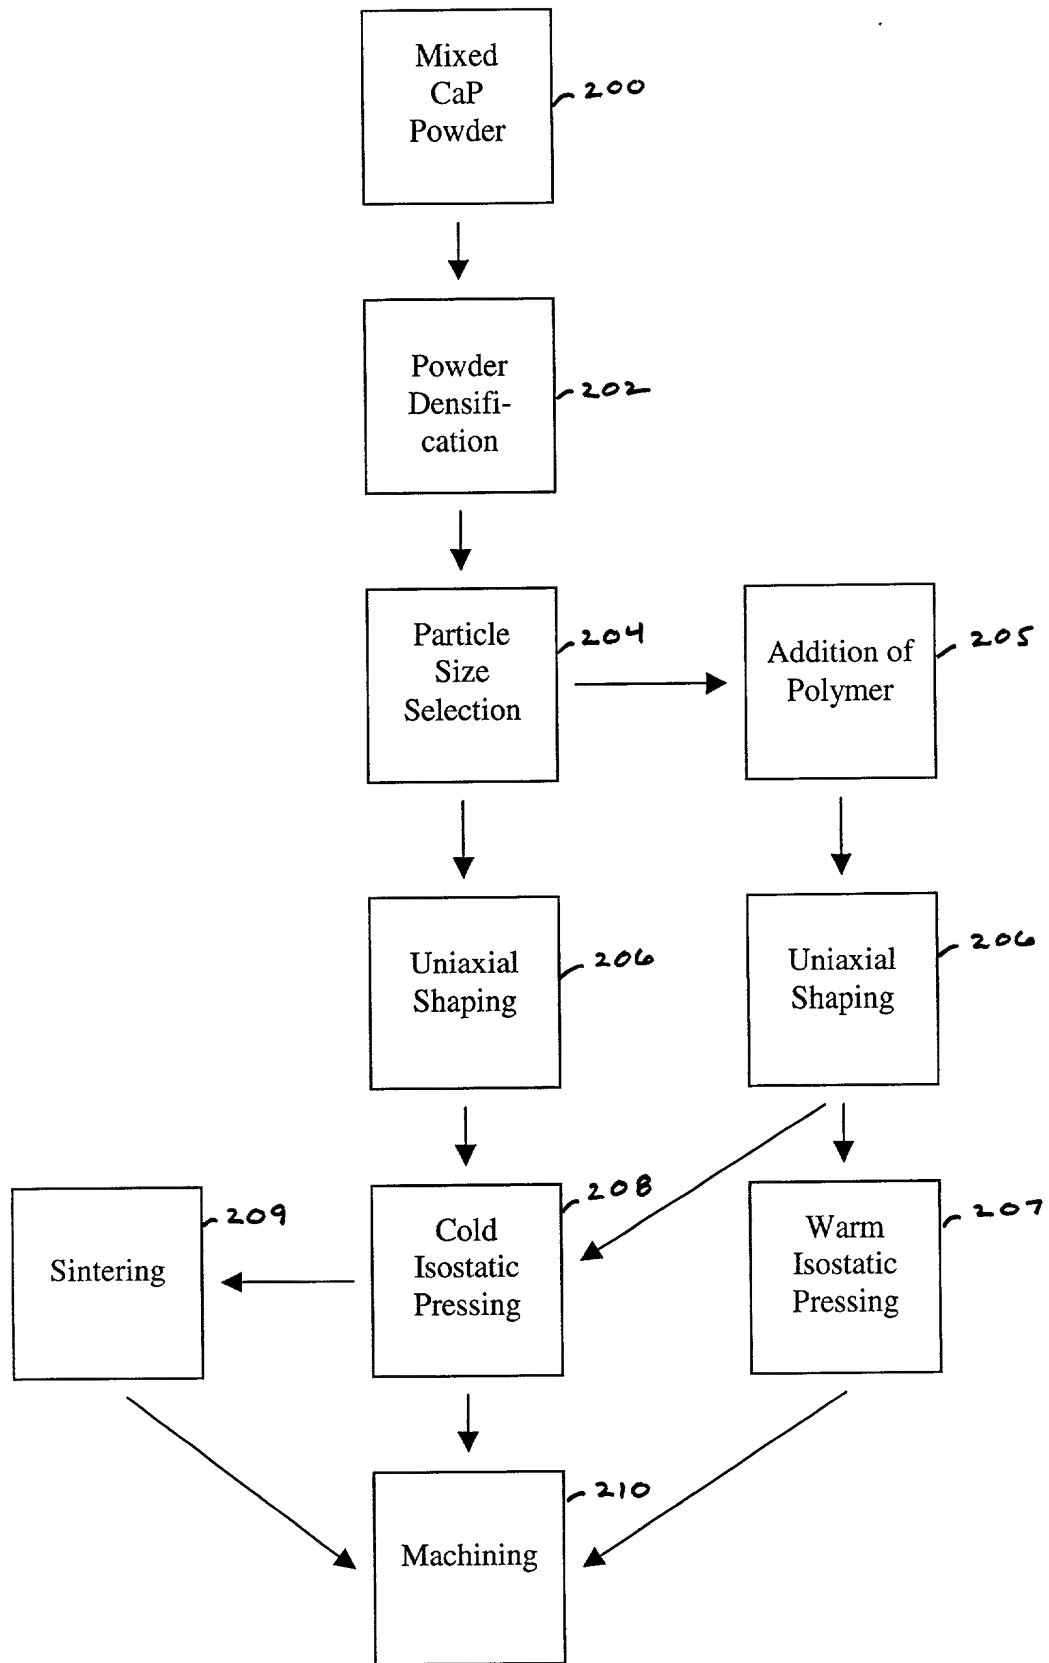 Mixed
CaP
Powder
200
Powder
Densifi-
cation
202
Particle
Size
Selection
204
Addition of
Polymer
205
Uniaxial
Shaping
206
Uniaxial
Shaping
206
Sintering
209
Cold
Isostatic
Pressing
208
Warm
Isostatic
Pressing
207
Machining
210